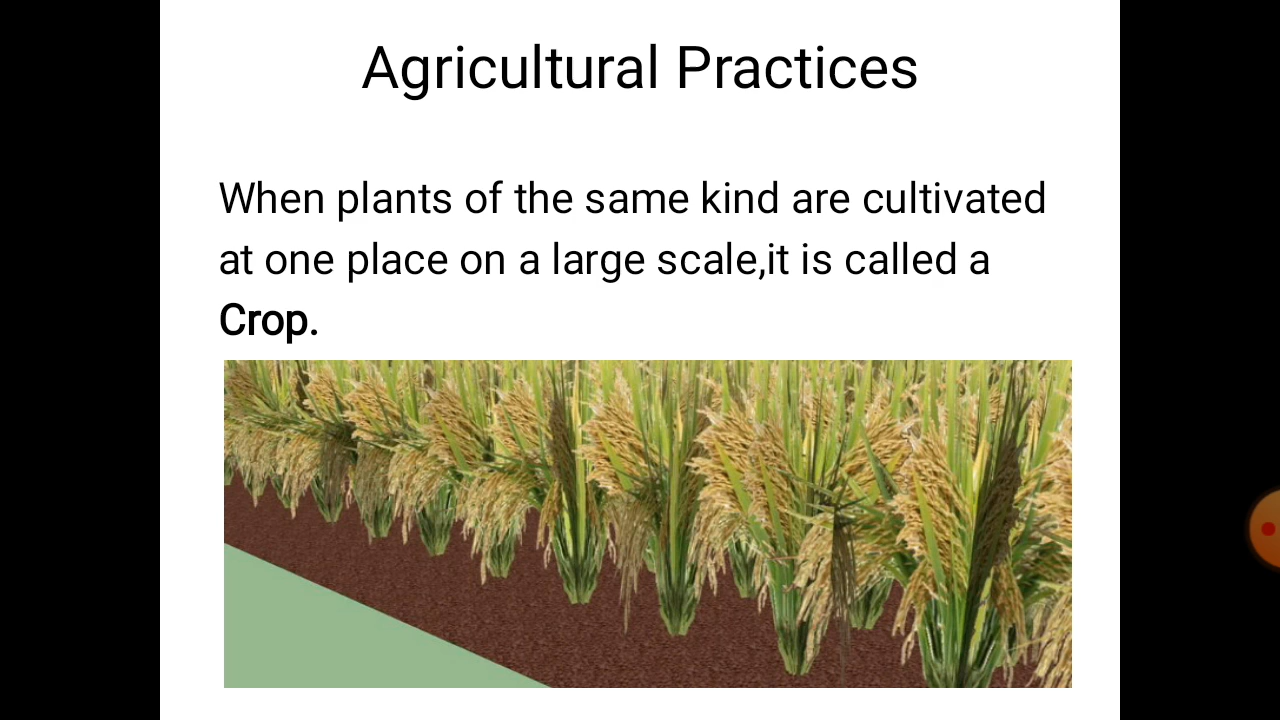 Agricultural Practices
When plants of the same kind are cultivated
at one place on a large scale,it is called a
Crop.